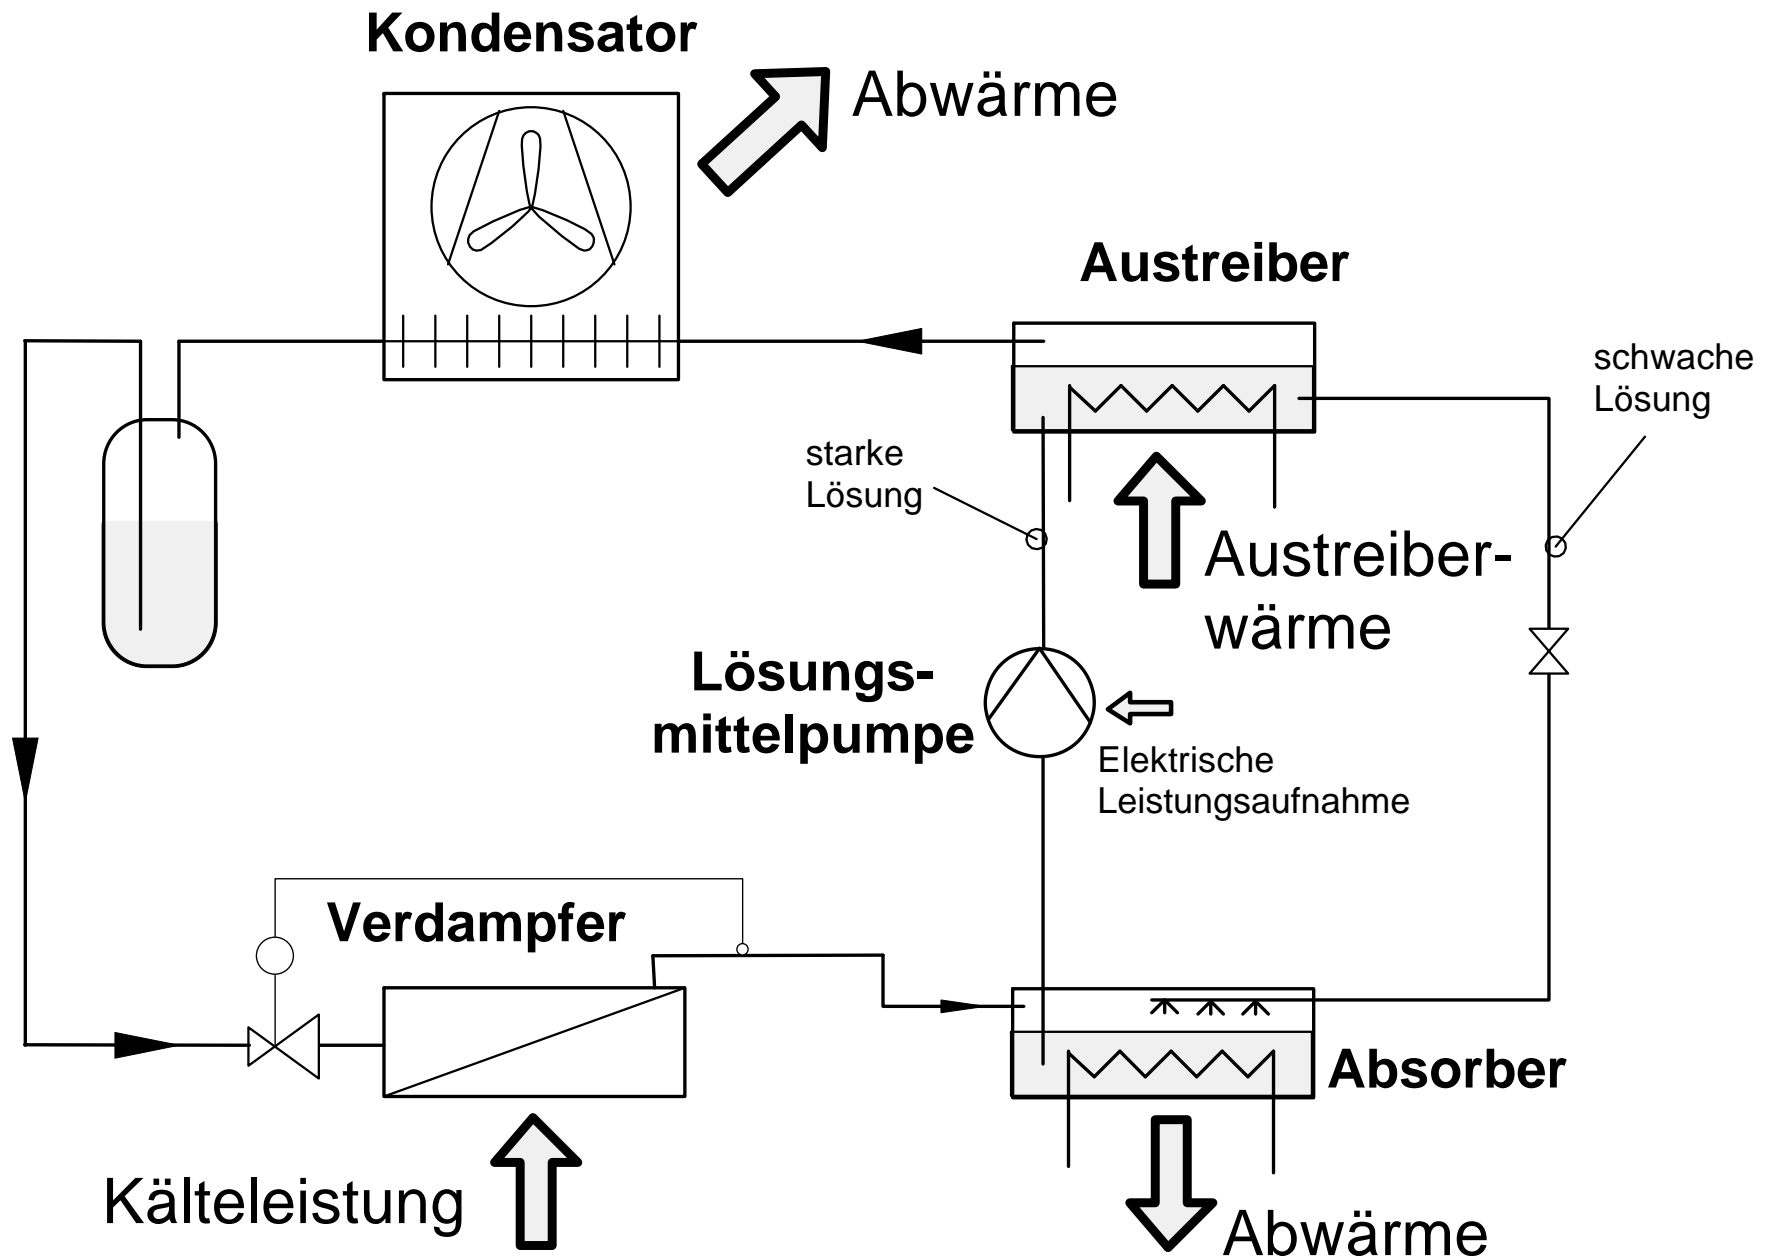 Kondensator
Abwärme
Austreiber
schwache
Lösung
starke
Lösung
Austreiber-
wärme
Lösungs-
mittelpumpe
Elektrische
Leistungsaufnahme
Verdampfer
Absorber
Kälteleistung
Abwärme